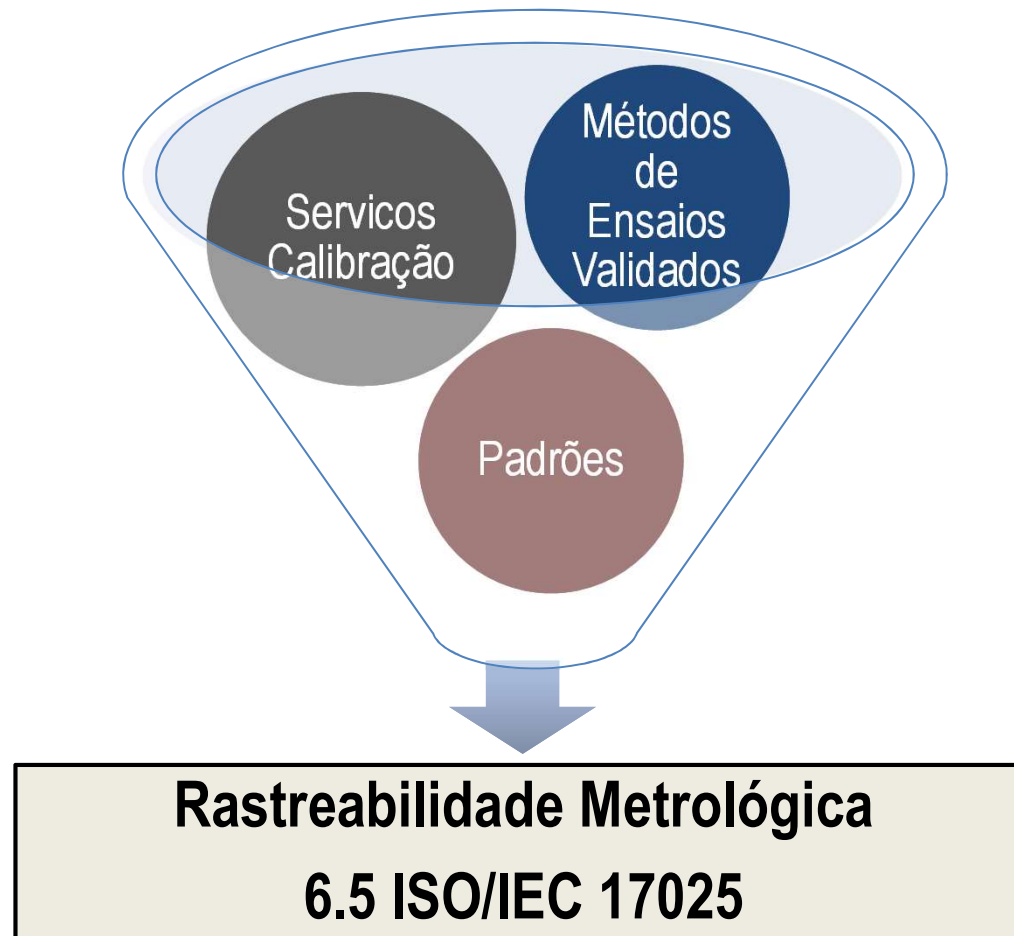 Métodos
de
Ensaios
Validados
Servicos
Calibração
Padrões
Rastreabilidade Metrológica
6.5 ISO/IEC 17025